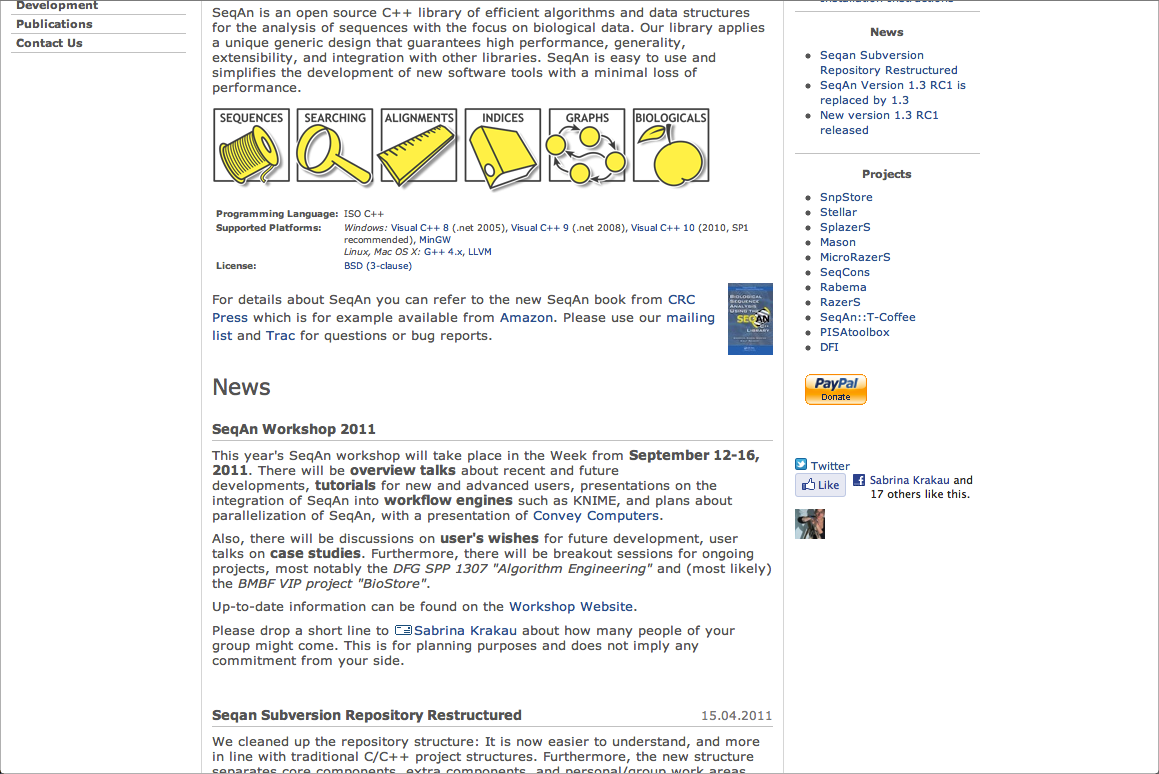 Development
Publications
Contact Us
SeqAn is an open source C++ library of efficient algorithms and data structures
for the analysis of sequences with the focus on biological data. Our library applies
a unique generic design that guarantees high performance, generality,
extensibility, and integration with other libraries. SeqAn is easy to use and
simplifies the development of new software tools with a minimal loss of
performance.
SEQUENCES SEARCHING ALIGNMENTS INDICES GRAPHS BIOLOGICALS
Programming Language: ISO C++
Supported Platforms: Windows: Visual C++ 8 (.net 2005), Visual C++ 9 (.net 2008), Visual C++ 10 (2010, SP1
recommended), MinGW
Linux, Mac OS X: G++ 4.x, LLVM
License: BSD (3-clause)
For details about SeqAn you can refer to the new SeqAn book from CRC
Press which is for example available from Amazon. Please use our mailing
list and Trac for questions or bug reports.
BIOLOGICAL
SEQUENCE
ANALYSIS
USING THE
SEQAN
C++
LIBRARY
News
SeqAn Workshop 2011
This year's SeqAn workshop will take place in the Week from September 12-16,
2011. There will be overview talks about recent and future
developments, tutorials for new and advanced users, presentations on the
integration of SeqAn into workflow engines such as KNIME, and plans about
parallelization of SeqAn, with a presentation of Convey Computers.
Also, there will be discussions on user's wishes for future development, user
talks on case studies. Furthermore, there will be breakout sessions for ongoing
projects, most notably the DFG SPP 1307 "Algorithm Engineering" and (most likely)
the BMBF VIP project "BioStore".
Up-to-date information can be found on the Workshop Website.
Please drop a short line to Sabrina Krakau about how many people of your
group might come. This is for planning purposes and does not imply any
commitment from your side.
Seqan Subversion Repository Restructured 15.04.2011
We cleaned up the repository structure: It is now easier to understand, and more
in line with traditional C/C++ project structures. Furthermore, the new structure
separates core components, extra components, and personal/group work areas
News
Seqan Subversion
Repository Restructured
SeqAn Version 1.3 RC1 is
replaced by 1.3
New version 1.3 RC1
released
Projects
SnpStore
Stellar
SplazerS
Mason
MicroRazerS
SeqCons
Rabema
RazerS
SeqAn::T-Coffee
PISAtoolbox
DFI
PayPal
Donate
Twitter
Like Sabrina Krakau and
17 others like this.